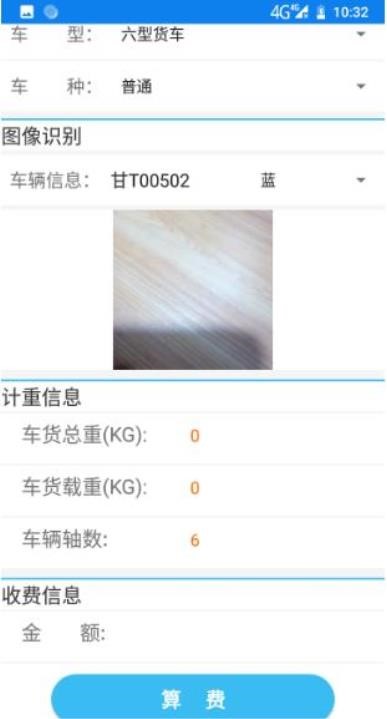 4G 4G 10:32
车 型： 六型货车
车 种： 普通
图像识别
车辆信息： 甘T00502 蓝
计重信息
车货总重(KG): 0
车货载重(KG): 0
车辆轴数: 6
收费信息
金 额:
算 费